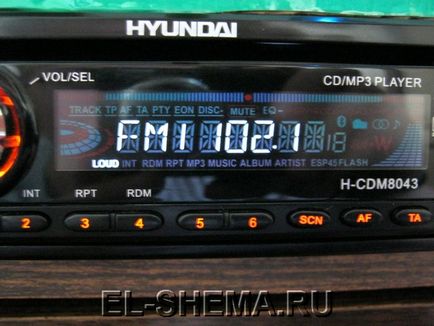 HYUNDAI
VOL/SEL
CD/MP3 PLAYER
TRACK TP AF TA PTY EON DISC- MUTE EQ-
FM1 102.1 18
LOUD INT RDM RPT MP3 MUSIC ALBUM ARTIST ESP45 FLASH
H-CDM8043
INT RPT RDM
2 3 4 5 6 SCN AF TA
EL-SHEMA.RU